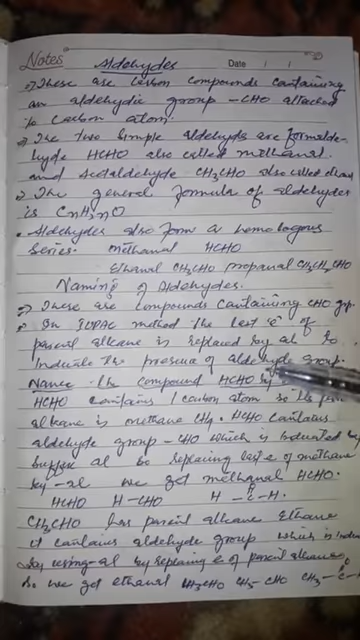 Notes
Aldehydes
Date / /
These are carbon compounds containing
an aldehydic group -CHO attached
to carbon atom.
The two simple aldehyds are formalde-
hyde HCHO also called methanal.
and Acetaldehyde CH3CHO also called
The general formula of aldehydes
is CnH2nO
Aldehydes also form a homologous
series. Methanal HCHO
Ethanal CH3CHO propanal CH3CH2CHO
Naming of Aldehydes.
These are compounds containing CHO grp.
In IUPAC method the last 'e' of
parent alkane is replaced by al to
indicate the presence of aldehyde group.
Name the compound HCHO by
HCHO contains 1 carbon atom so its
alkane is methane CH4. HCHO contains
aldehyde group -CHO which is indicated by
suffix al so replacing last e of methane
by -al we get methanal HCHO.
HCHO H-CHO H-C-H.
O
CH3CHO has parent alkane Ethane
it contains aldehyde group which is
by using -al by replacing e of parent alkane
So we get ethanal CH3CHO CH3-CHO CH3-C-